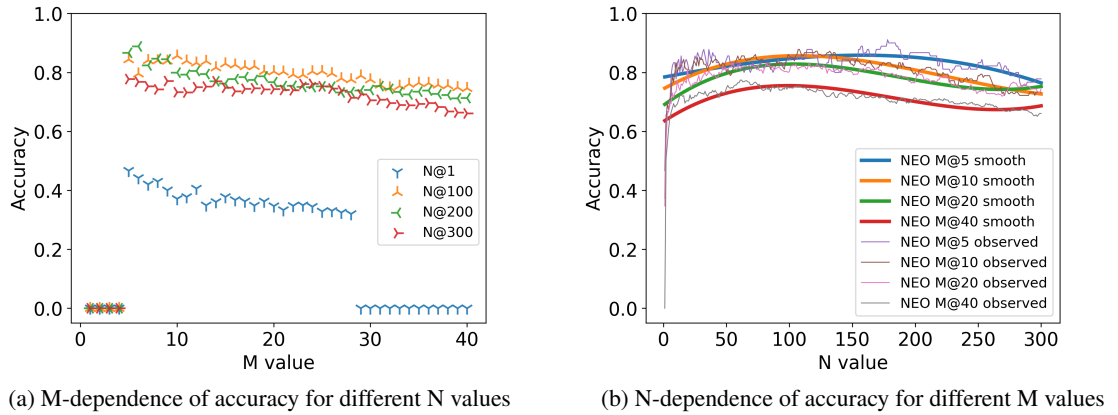 1.0
0.8
0.6
0.4
0.2
0.0
Accuracy
0
10
20
30
40
M value
N@1
N@100
N@200
N@300
(a) M-dependence of accuracy for different N values
1.0
0.8
0.6
0.4
0.2
0.0
Accuracy
0
50
100
150
200
250
300
N value
NEO M@5 smooth
NEO M@10 smooth
NEO M@20 smooth
NEO M@40 smooth
NEO M@5 observed
NEO M@10 observed
NEO M@20 observed
NEO M@40 observed
(b) N-dependence of accuracy for different M values